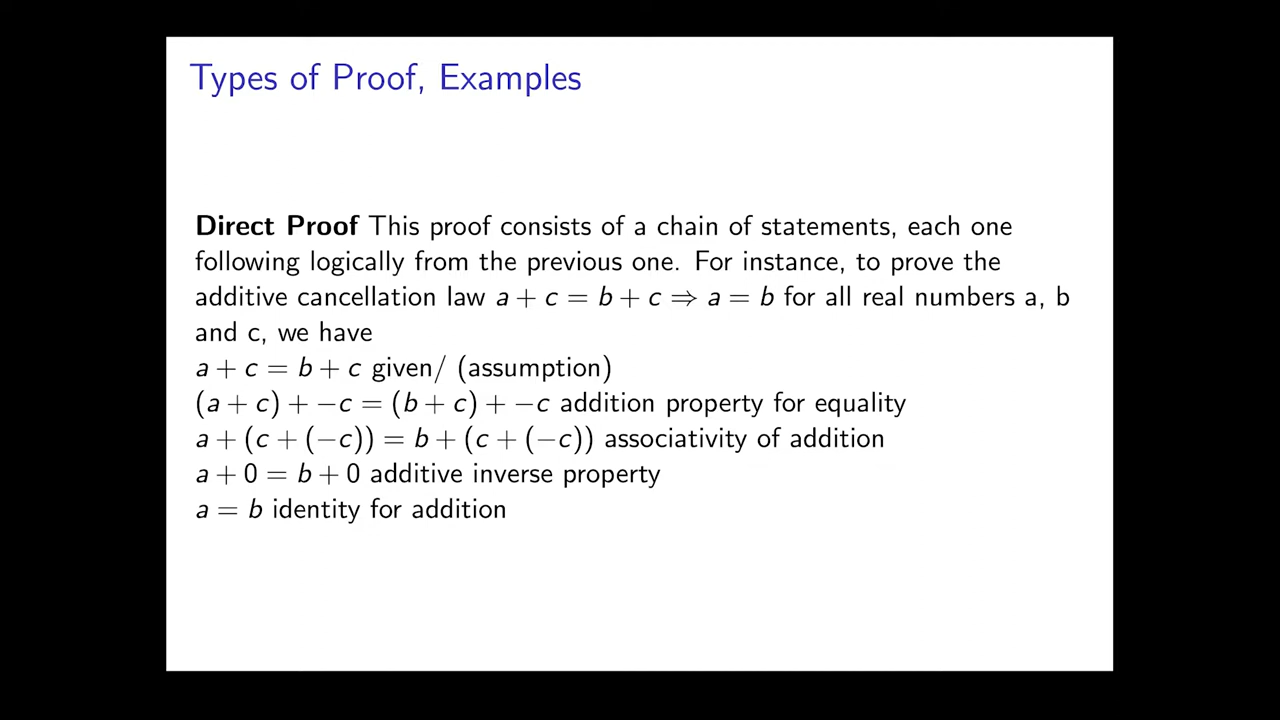 Types of Proof, Examples
Direct Proof This proof consists of a chain of statements, each one
following logically from the previous one. For instance, to prove the
additive cancellation law a + c = b + c ⇒ a = b for all real numbers a, b
and c, we have
a + c = b + c given/ (assumption)
(a + c) + −c = (b + c) + −c addition property for equality
a + (c + (−c)) = b + (c + (−c)) associativity of addition
a + 0 = b + 0 additive inverse property
a = b identity for addition